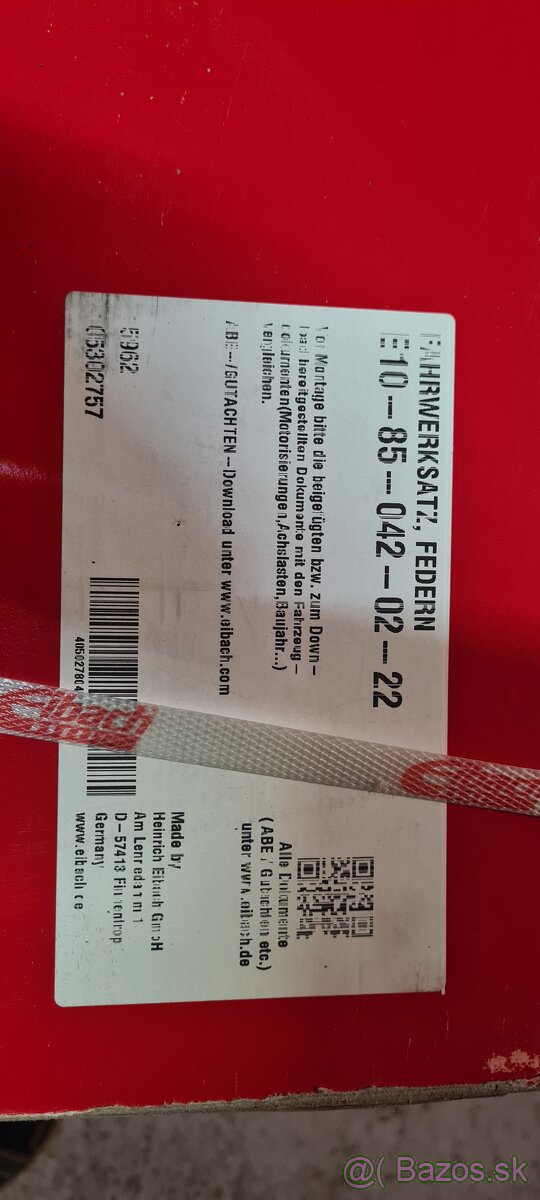 FAHRWERKSATZ, FEDERN
E10-85-042-02-22
Vor Montage bitte die beigefügten bzw. zum Down-
load bereitgestellten Dokumente mit den Fahrzeug-
dokumenten(Motorisierungen,Achslasten,Baujahr...)
vergleichen.
ABE-/GUTACHTEN-Download unter www.eibach.com
5962
05302757
405027804
Alle Dokumente
( ABE / Gutachten etc.)
unter www.eibach.de
Made by
Heinrich Eibach GmbH
Am Lennedamm 1
D-57413 Finnentrop
Germany
www.eibach.de
Eibach
@( Bazos.sk